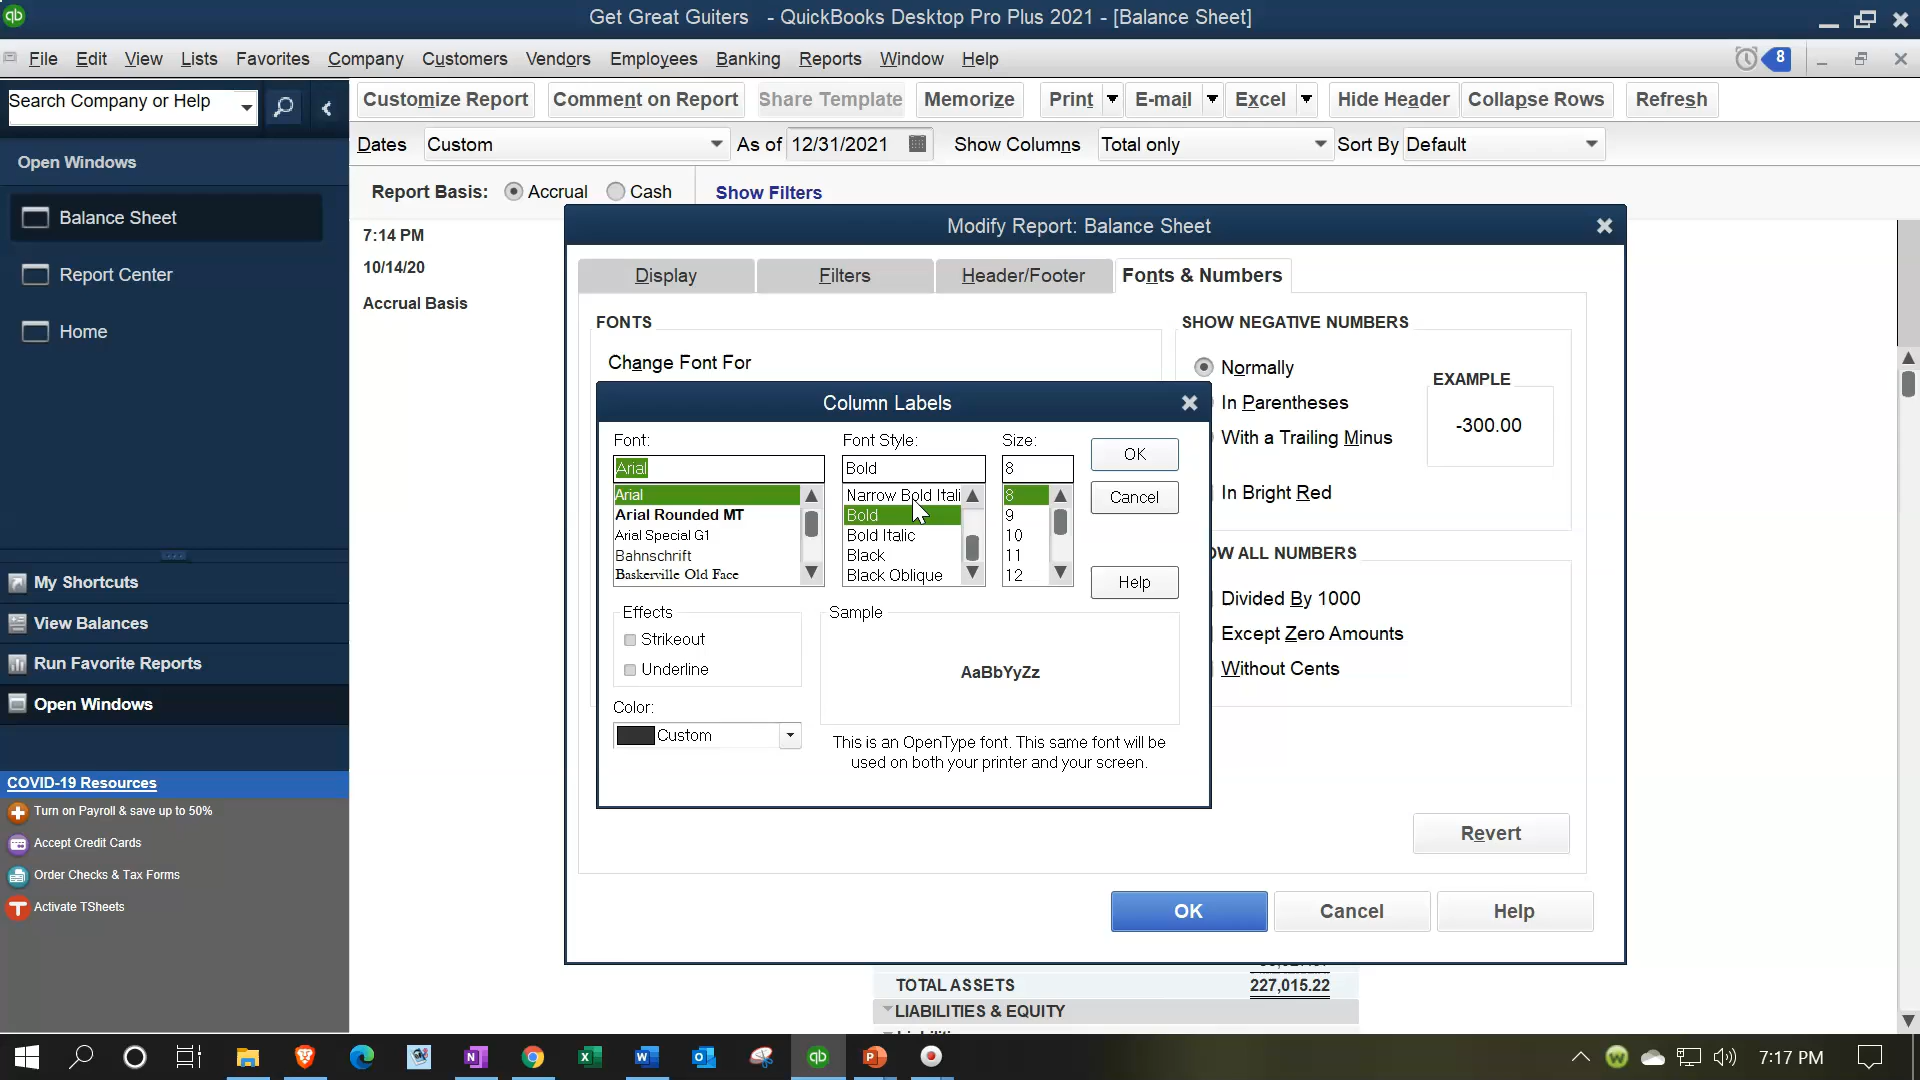 Get Great Guiters - QuickBooks Desktop Pro Plus 2021 - [Balance Sheet]
File Edit View Lists Favorites Company Customers Vendors Employees Banking Reports Window Help
8
Search Company or Help
Customize Report Comment on Report Share Template Memorize Print E-mail Excel Hide Header Collapse Rows Refresh
Dates Custom As of 12/31/2021 Show Columns Total only Sort By Default
Report Basis: Accrual Cash Show Filters
Open Windows
Balance Sheet
Report Center
Home
My Shortcuts
View Balances
Run Favorite Reports
Open Windows
COVID-19 Resources
Turn on Payroll & save up to 50%
Accept Credit Cards
Order Checks & Tax Forms
Activate TSheets
7:14 PM
10/14/20
Accrual Basis
Modify Report: Balance Sheet
Display Filters Header/Footer Fonts & Numbers
FONTS
Change Font For
SHOW NEGATIVE NUMBERS
Normally
In Parentheses
With a Trailing Minus
In Bright Red
EXAMPLE
-300.00
OW ALL NUMBERS
Divided By 1000
Except Zero Amounts
Without Cents
Revert
OK Cancel Help
Column Labels
Font: Font Style: Size:
Arial Bold 8
Arial
Arial Rounded MT
Arial Special G1
Bahnschrift
Baskerville Old Face
Narrow Bold Itali
Bold
Bold Italic
Black
Black Oblique
8
9
10
11
12
OK
Cancel
Help
Effects
Strikeout
Underline
Color:
Custom
Sample
AaBbYyZz
This is an OpenType font. This same font will be
used on both your printer and your screen.
TOTAL ASSETS 227,015.22
LIABILITIES & EQUITY
7:17 PM